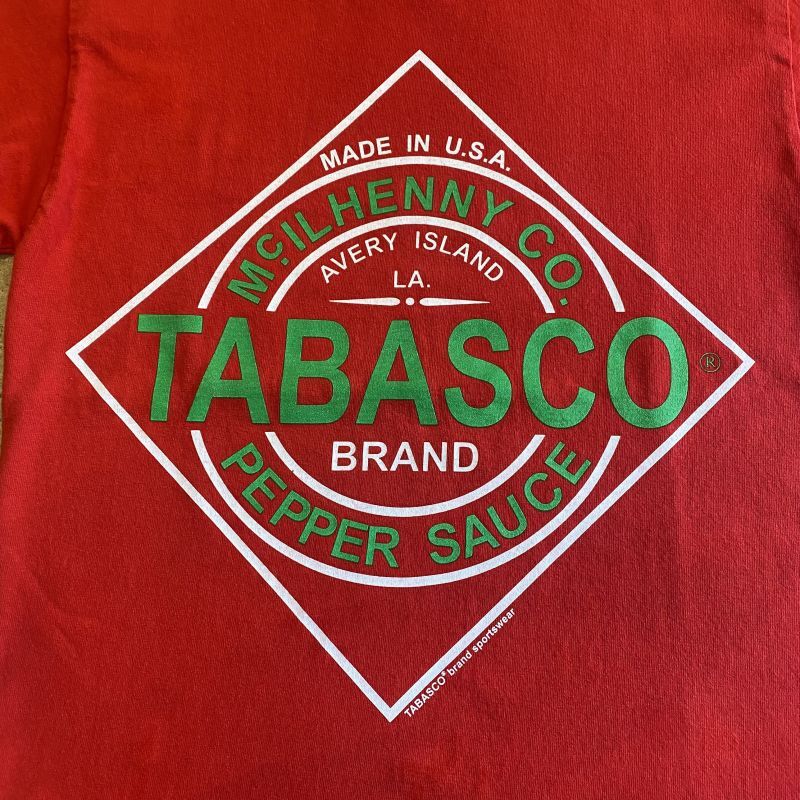 MADE IN U.S.A.
McILHENNY CO.
AVERY ISLAND
LA.
TABASCO®
BRAND
PEPPER SAUCE
TABASCO® brand sportswear